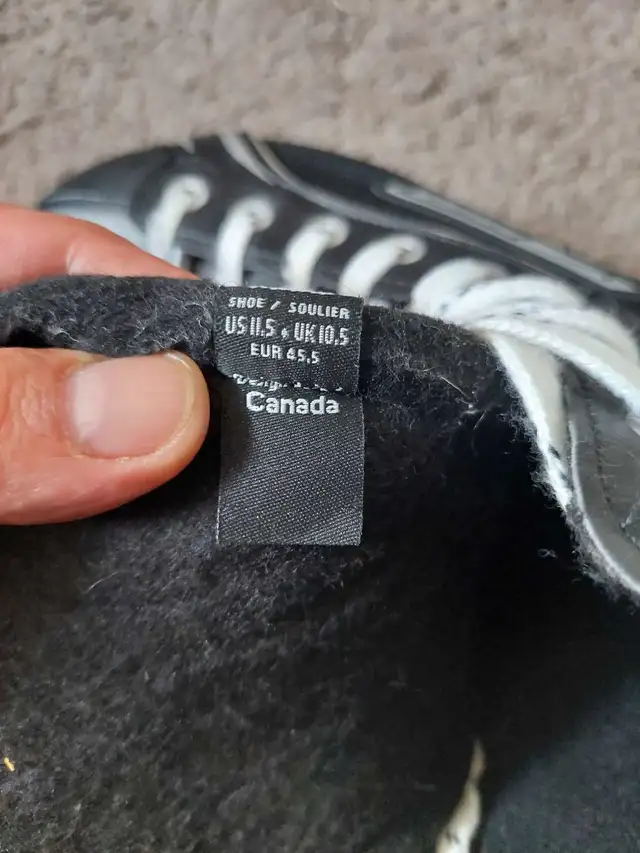 SHOE / SOULIER
US 11.5 • UK 10.5
EUR 45.5
Canada